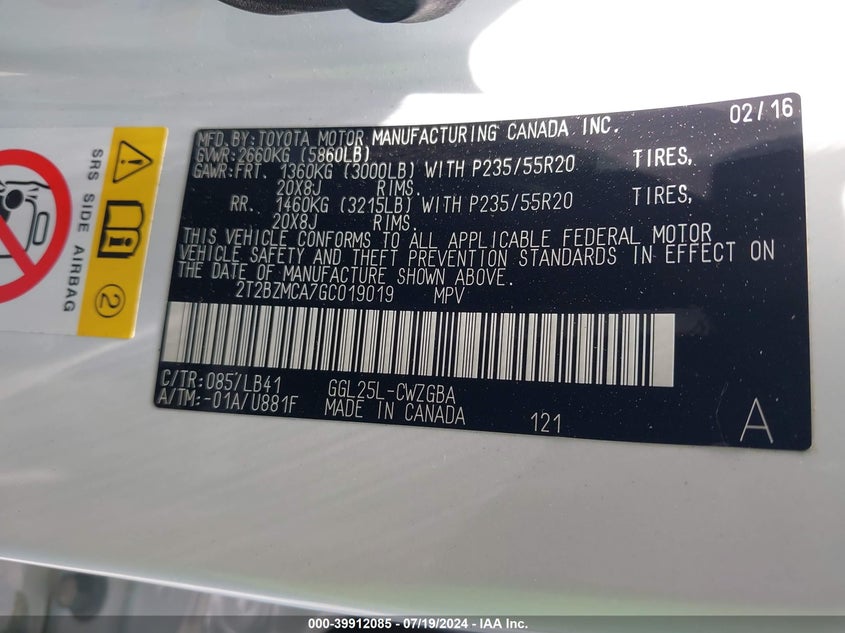 02/16
MFD. BY: TOYOTA MOTOR MANUFACTURING CANADA INC.
GVWR: 2660KG (5860LB)
GAWR: FRT. 1360KG (3000LB) WITH P235/55R20 TIRES,
20X8J RIMS.
RR. 1460KG (3215LB) WITH P235/55R20 TIRES,
20X8J RIMS.
THIS VEHICLE CONFORMS TO ALL APPLICABLE FEDERAL MOTOR
VEHICLE SAFETY AND THEFT PREVENTION STANDARDS IN EFFECT ON
THE DATE OF MANUFACTURE SHOWN ABOVE.
2T2BZMCA7GC019019 MPV
C/TR: 085/LB41 GGL25L-CWZGBA
A/TM: -01A/U881F MADE IN CANADA 121 A
SRS SIDE AIRBAG
2
000-39912085 - 07/19/2024 - IAA Inc.